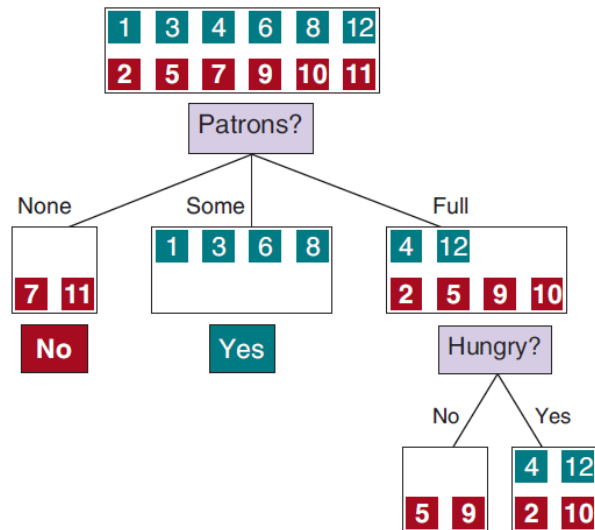 1 3 4 6 8 12
2 5 7 9 10 11
Patrons?
None Some Full
1 3 6 8 4 12
7 11 2 5 9 10
No Yes Hungry?
No Yes
4 12
5 9 2 10